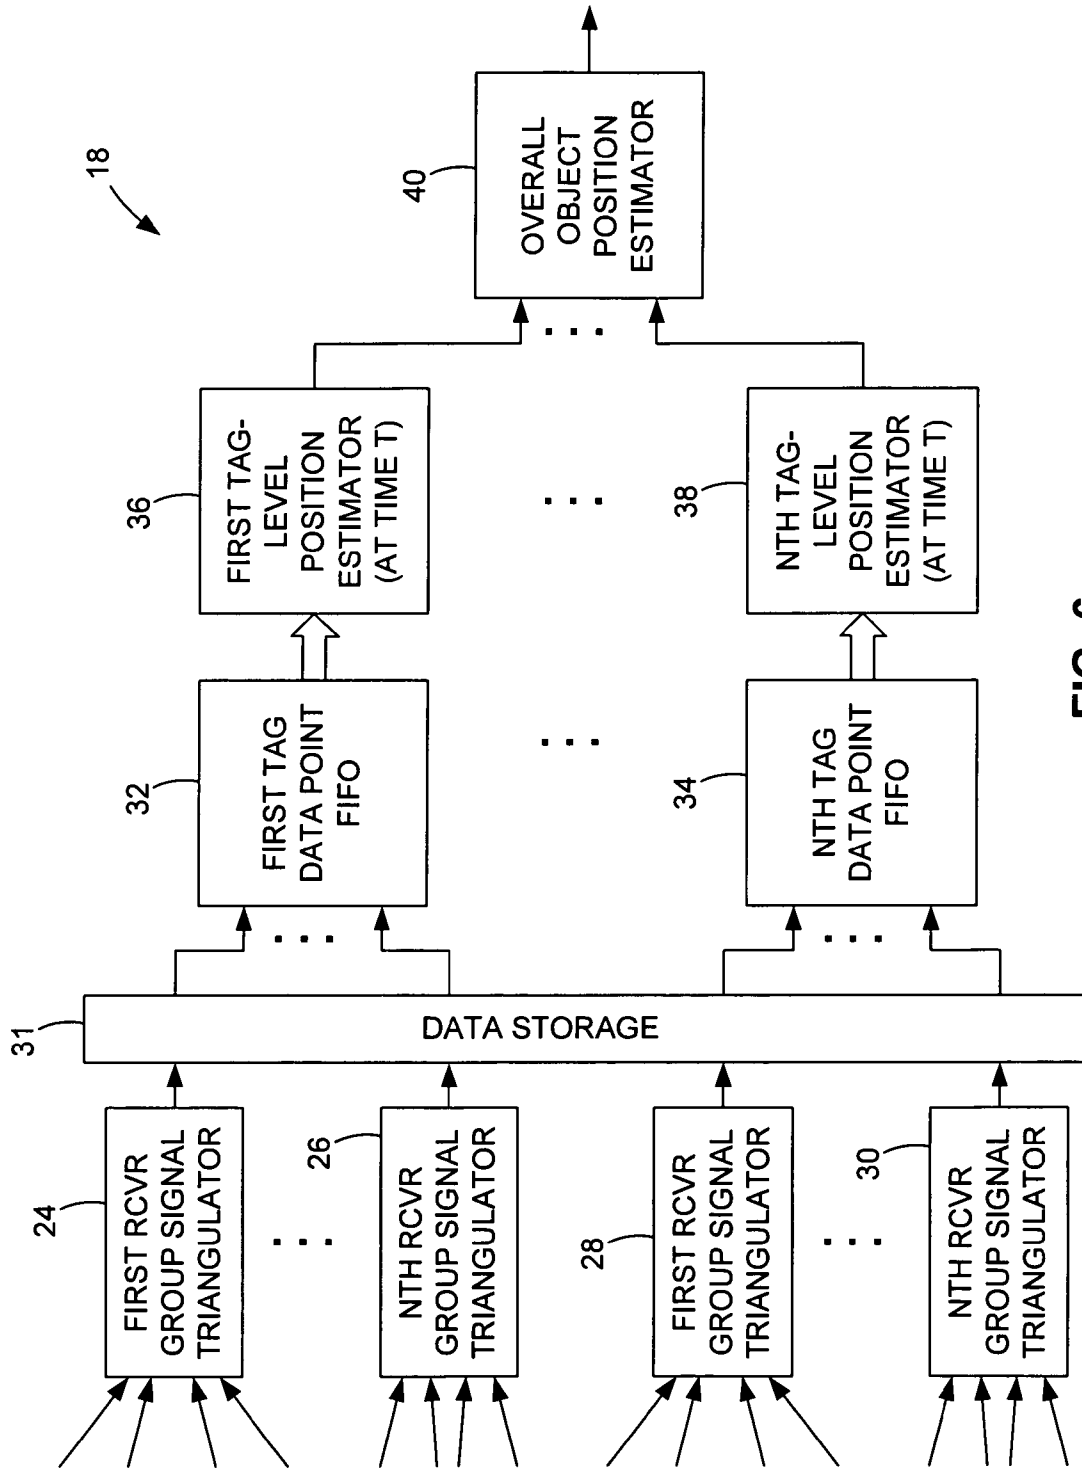 18
24
FIRST RCVR
GROUP SIGNAL
TRIANGULATOR
26
NTH RCVR
GROUP SIGNAL
TRIANGULATOR
28
FIRST RCVR
GROUP SIGNAL
TRIANGULATOR
30
NTH RCVR
GROUP SIGNAL
TRIANGULATOR
31
DATA STORAGE
32
FIRST TAG
DATA POINT
FIFO
34
NTH TAG
DATA POINT
FIFO
36
FIRST TAG-
LEVEL
POSITION
ESTIMATOR
(AT TIME T)
38
NTH TAG-
LEVEL
POSITION
ESTIMATOR
(AT TIME T)
40
OVERALL
OBJECT
POSITION
ESTIMATOR
FIG.